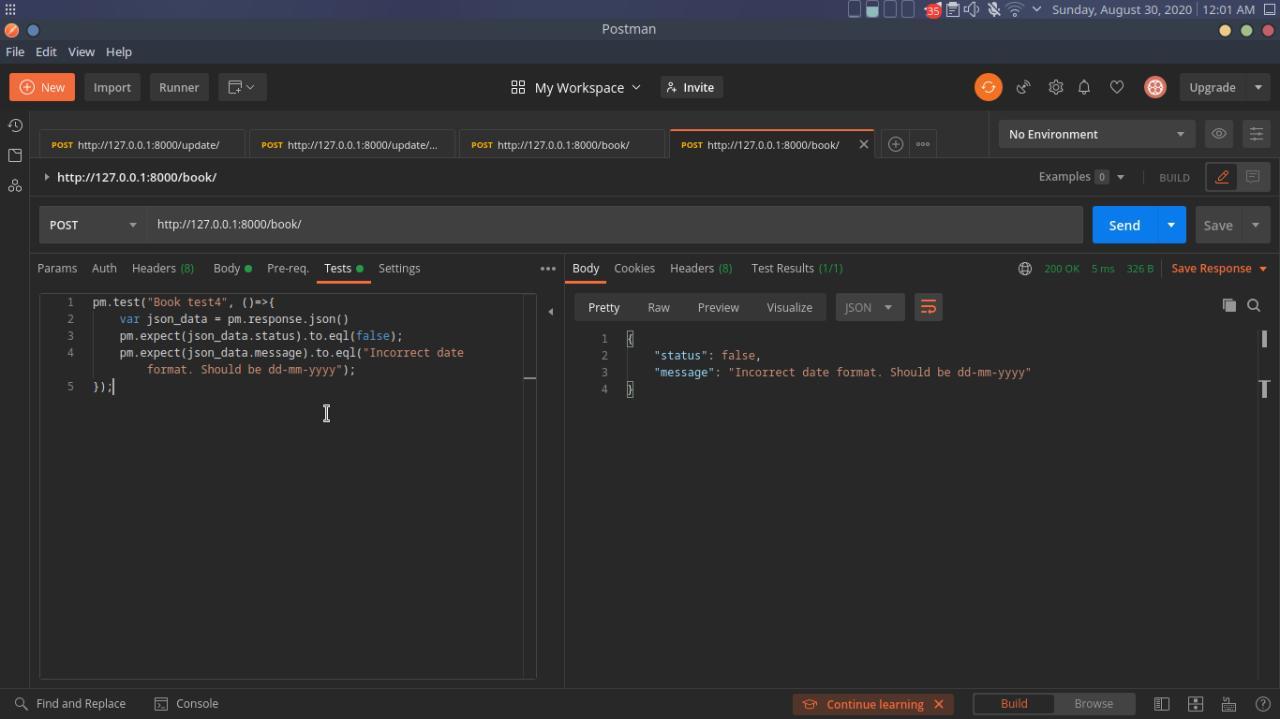 35 Sunday, August 30, 2020 | 12:01 AM
Postman
File Edit View Help
New Import Runner My Workspace Invite Upgrade
POST http://127.0.0.1:8000/update/ POST http://127.0.0.1:8000/update/... POST http://127.0.0.1:8000/book/ POST http://127.0.0.1:8000/book/ No Environment
http://127.0.0.1:8000/book/ Examples 0 BUILD
POST http://127.0.0.1:8000/book/ Send Save
Params Auth Headers (8) Body Pre-req. Tests Settings Body Cookies Headers (8) Test Results (1/1) 200 OK 5 ms 326 B Save Response
Pretty Raw Preview Visualize JSON
1 pm.test("Book test4", ()=>{
2 var json_data = pm.response.json()
3 pm.expect(json_data.status).to.eql(false);
4 pm.expect(json_data.message).to.eql("Incorrect date
format. Should be dd-mm-yyyy");
5 });
1 {
2 "status": false,
3 "message": "Incorrect date format. Should be dd-mm-yyyy"
4 }
Find and Replace Console Continue learning Build Browse